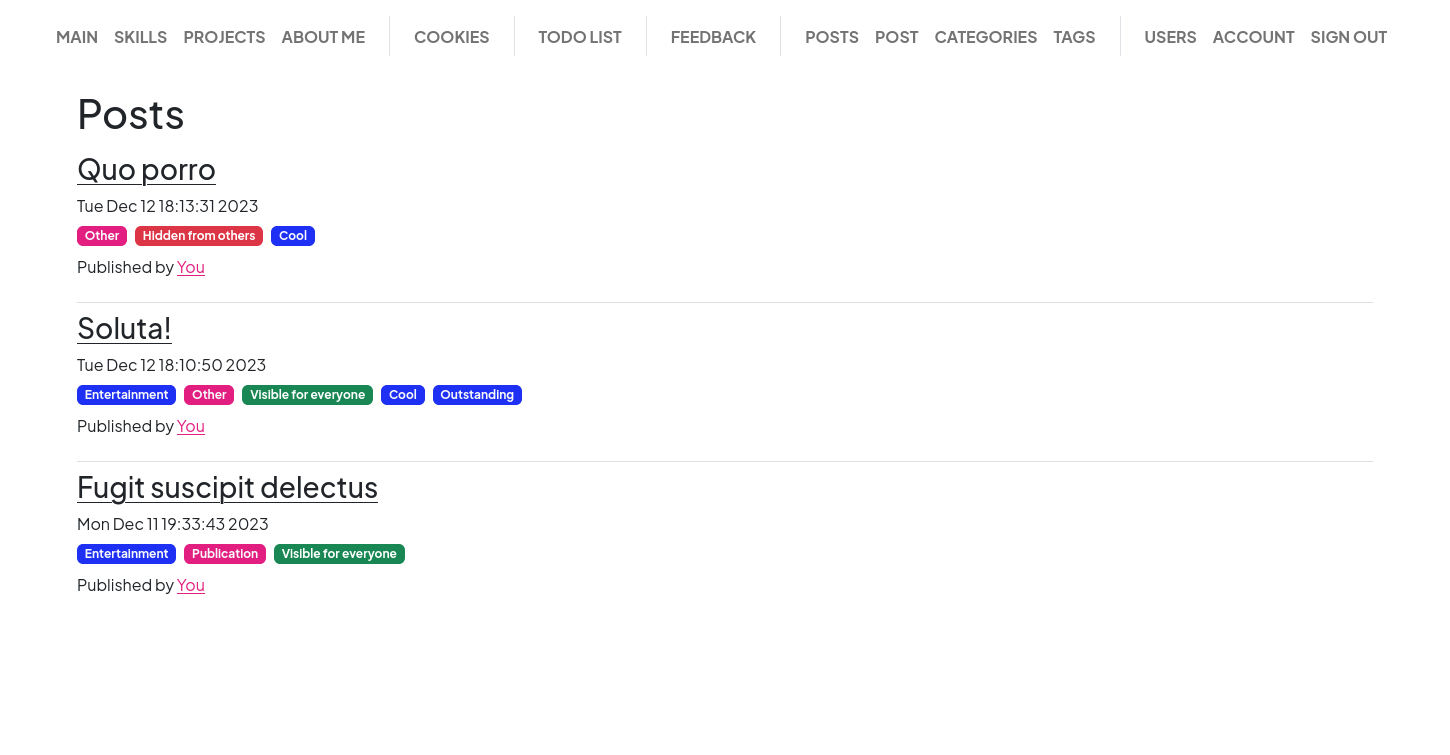 MAIN SKILLS PROJECTS ABOUT ME COOKIES TODO LIST FEEDBACK POSTS POST CATEGORIES TAGS USERS ACCOUNT SIGN OUT
Posts
Quo porro
Tue Dec 12 18:13:31 2023
Other Hidden from others Cool
Published by You
Soluta!
Tue Dec 12 18:10:50 2023
Entertainment Other Visible for everyone Cool Outstanding
Published by You
Fugit suscipit delectus
Mon Dec 11 19:33:43 2023
Entertainment Publication Visible for everyone
Published by You